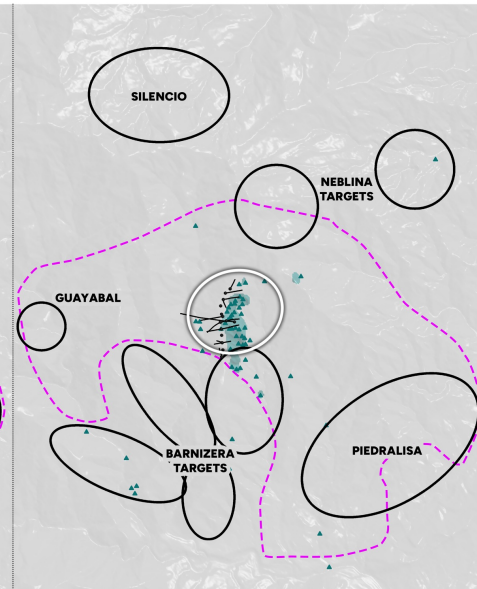 SILENCIO
NEBLINA
TARGETS
GUAYABAL
BARNIZERA
TARGETS
PIEDRALISA